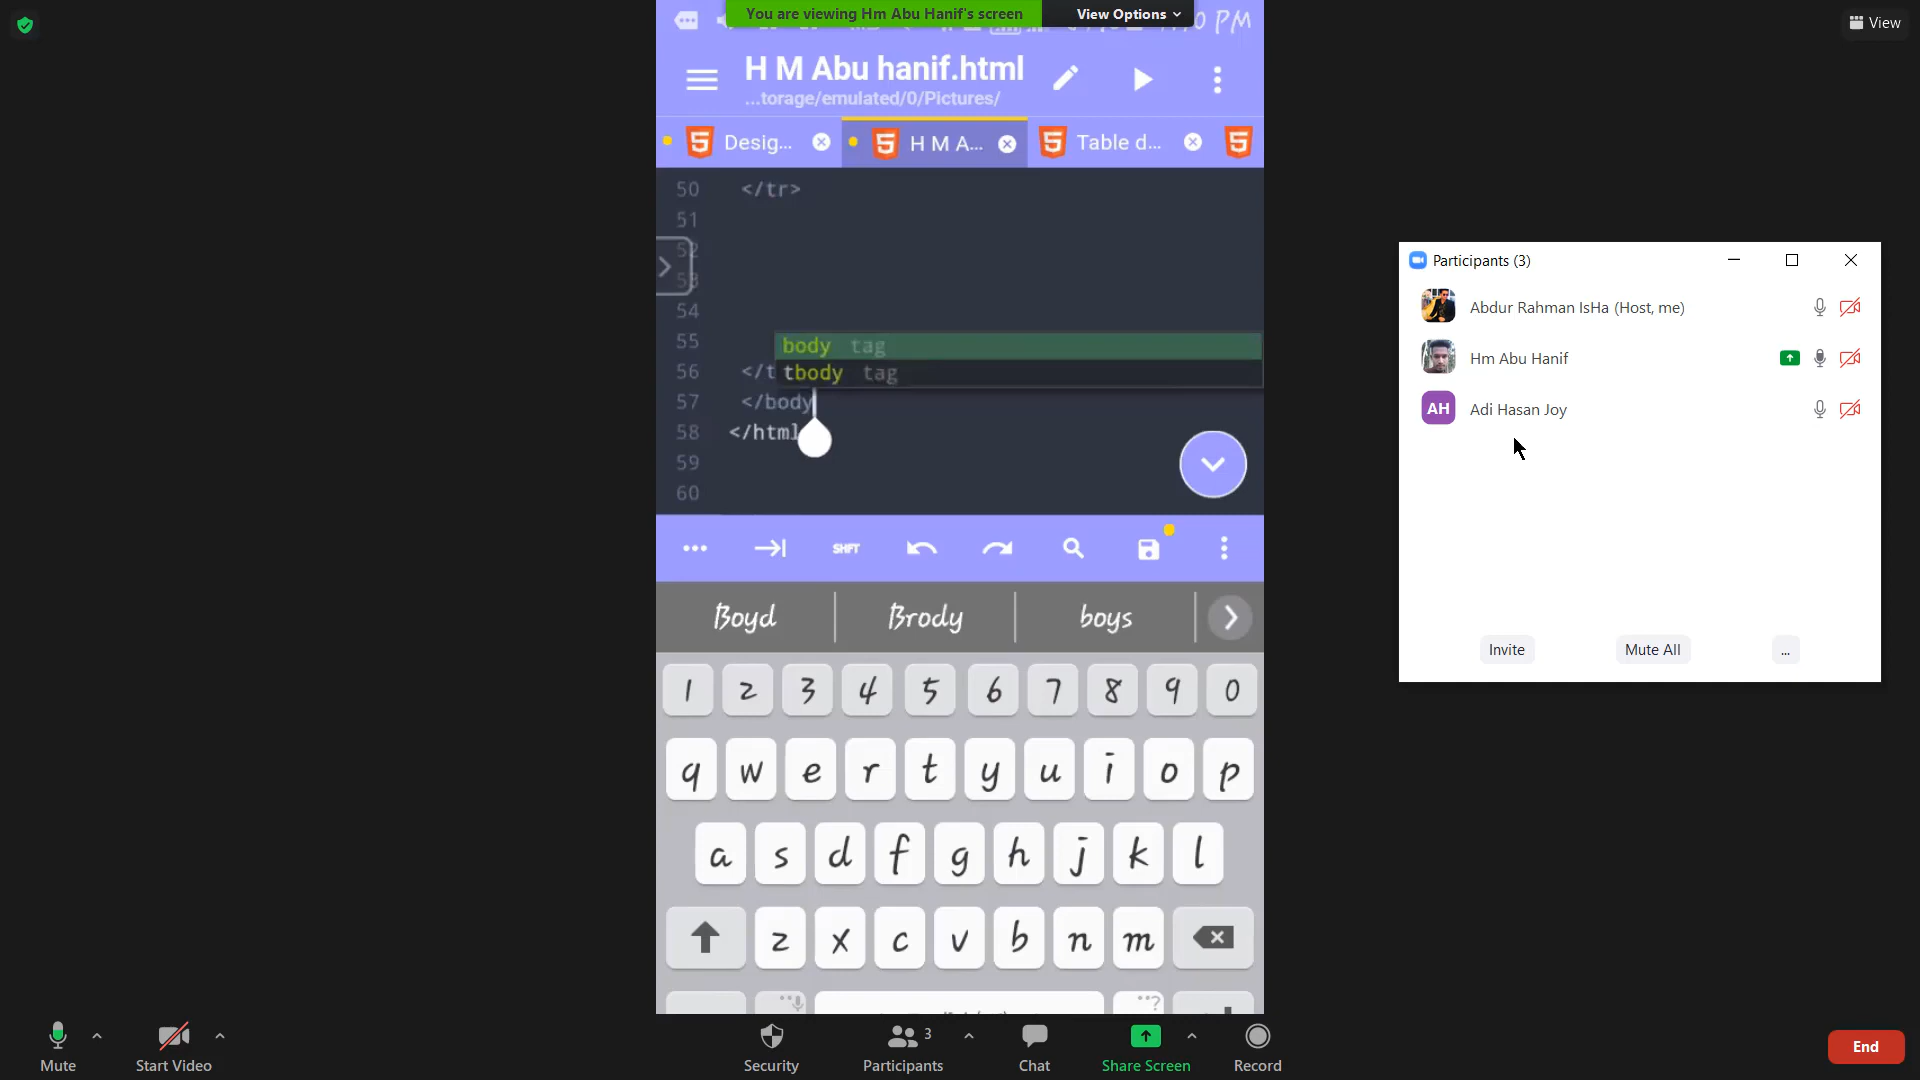 You are viewing Hm Abu Hanif's screen
View Options
0 PM
View
H M Abu hanif.html
...torage/emulated/0/Pictures/
Desig...
H M A...
Table d...
50 </tr>
51
52
53
54
55
body tag
56 </t
tbody tag
57 </body
58 </html
59
60
SHFT
Boyd
Brody
boys
1 2 3 4 5 6 7 8 9 0
q w e r t y u i o p
a s d f g h j k l
z x c v b n m
Participants (3)
Abdur Rahman IsHa (Host, me)
Hm Abu Hanif
AH
Adi Hasan Joy
Invite
Mute All
...
Mute
Start Video
Security
3
Participants
Chat
Share Screen
Record
End